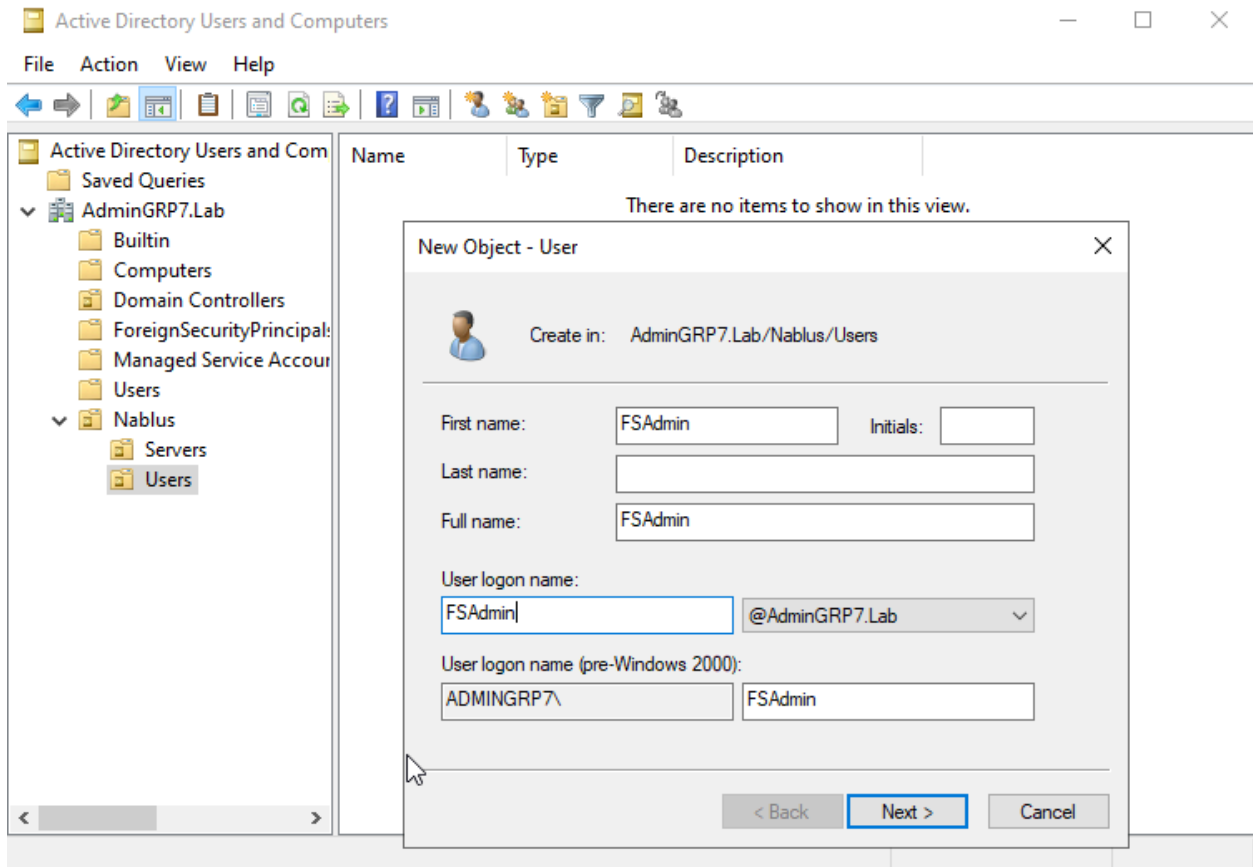 Active Directory Users and Computers
File Action View Help
Active Directory Users and Com
Saved Queries
AdminGRP7.Lab
Builtin
Computers
Domain Controllers
ForeignSecurityPrincipals
Managed Service Accour
Users
Nablus
Servers
Users
Name Type Description
There are no items to show in this view.
New Object - User
Create in: AdminGRP7.Lab/Nablus/Users
First name: FSAdmin Initials:
Last name:
Full name: FSAdmin
User logon name:
FSAdmin @AdminGRP7.Lab
User logon name (pre-Windows 2000):
ADMINGRP7\ FSAdmin
< Back Next > Cancel